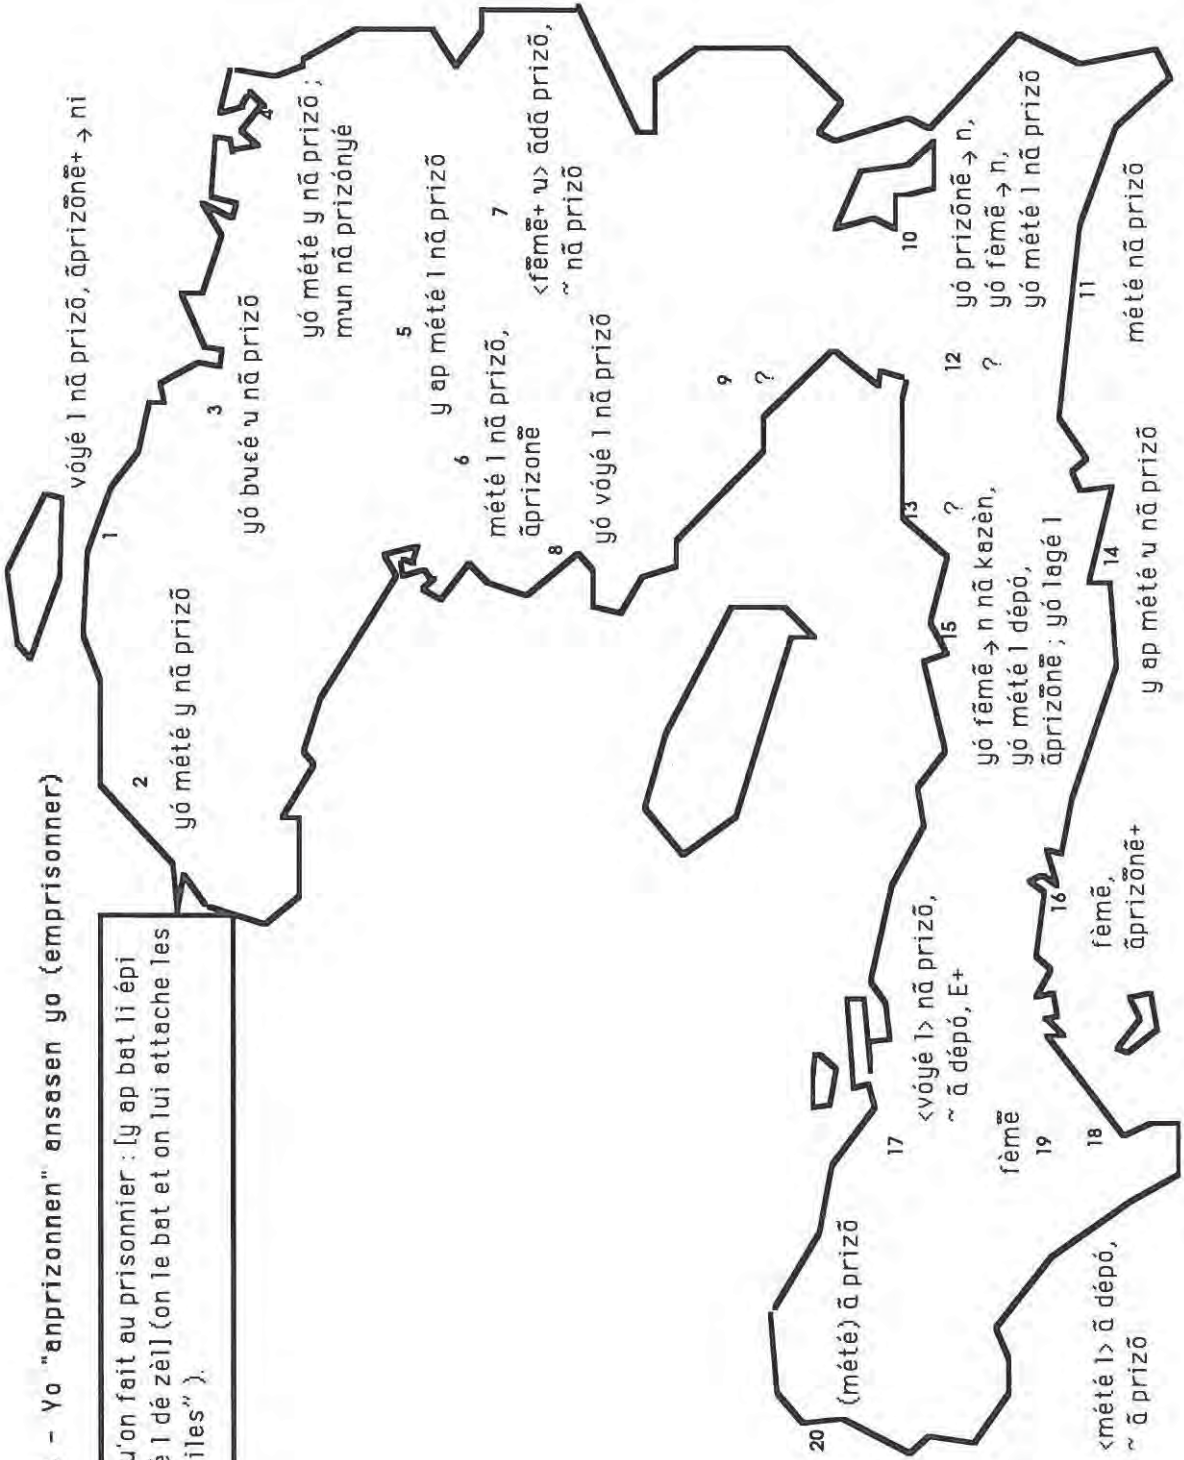 - Yo "anprizonnen" ansasen yo (emprisonner)
u'on fait au prisonnier : [y ap bat li épi
é l dé zèl] (on le bat et on lui attache les
iles" ).
1
vóyé l nã prizõ, ãprizõnẽ+ → ni
2
yó mété y nã prizõ
3
yó buɛé ɥ nã prizõ
4
yó mété y nã prizõ ;
mun nã prizónyé
5
y ap mété l nã prizõ
6
mété l nã prizõ,
ãprizonẽ
7
<fẽmẽ+ ɥ> ãdã prizõ,
~ nã prizõ
8
yó vóyé l nã prizõ
9
?
10
yó prizõnẽ → n,
yó fèmẽ → n,
yó mété l nã prizõ
11
mété nã prizõ
12
?
13
?
14
y ap mété ɥ nã prizõ
15
yó fẽmẽ → n nã kazèn,
yó mété l dépó,
ãprizõnẽ ; yó lagé l
16
fèmẽ,
ãprizõnẽ+
17
<vóyé l> nã prizõ,
~ ã dépó, E+
18
<mété l> ã dépó,
~ ã prizõ
19
fèmẽ
20
(mété) ã prizõ